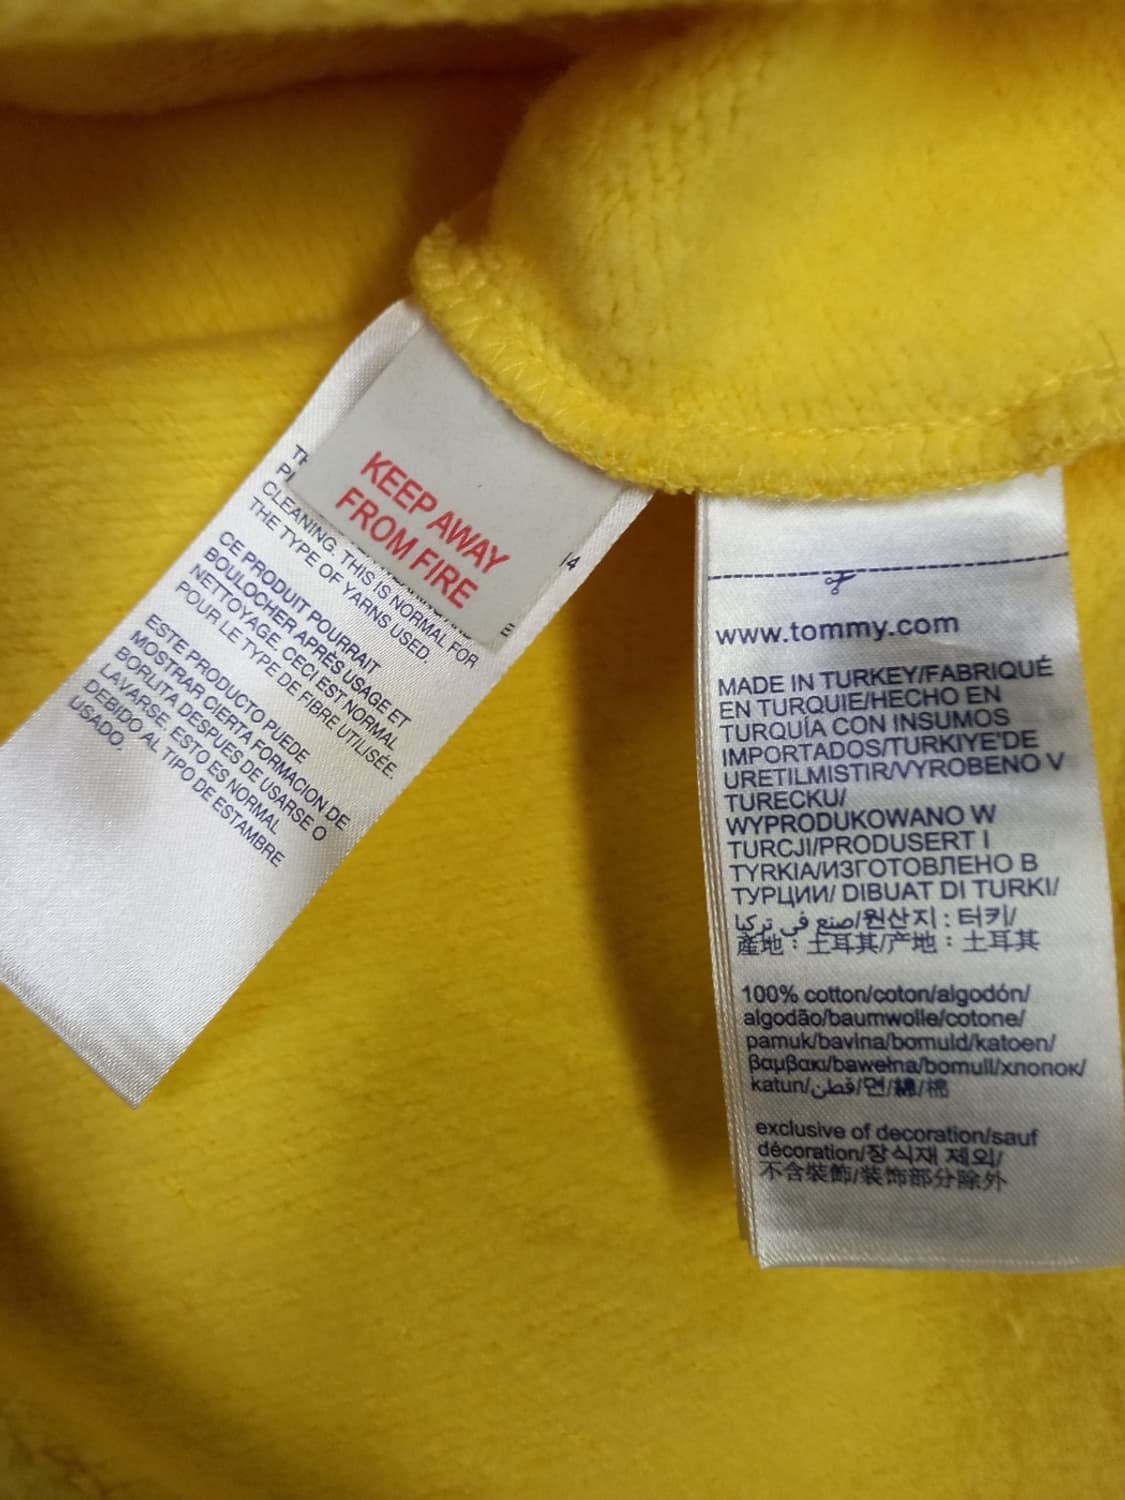 KEEP AWAY
FROM FIRE
CLEANING. THIS IS NORMAL FOR
THE TYPE OF YARNS USED.
CE PRODUIT POURRAIT
BOULOCHER APRÈS USAGE ET
NETTOYAGE. CECI EST NORMAL
POUR LE TYPE DE FIBRE UTILISÉE.
ESTE PRODUCTO PUEDE
MOSTRAR CIERTA FORMACION DE
BORLITA DESPUES DE USARSE O
LAVARSE. ESTO ES NORMAL
DEBIDO AL TIPO DE ESTAMBRE
USADO.
www.tommy.com
MADE IN TURKEY/FABRIQUÉ
EN TURQUIE/HECHO EN
TURQUÍA CON INSUMOS
IMPORTADOS/TURKIYE'DE
URETILMISTIR/VYROBENO V
TURECKU/
WYPRODUKOWANO W
TURCJI/PRODUSERT I
TYRKIA/ИЗГОТОВЛЕНО В
ТУРЦИИ/ DIBUAT DI TURKI/
صنع في تركيا/원산지 : 터키/
產地：土耳其/产地：土耳其
100% cotton/coton/algodón/
algodão/baumwolle/cotone/
pamuk/bavlna/bomuld/katoen/
βαμβακι/bawełna/bomull/хлопок/
katun/قطن/면/綿/棉
exclusive of decoration/sauf
décoration/장식재 제외/
不含裝飾/装饰部分除外